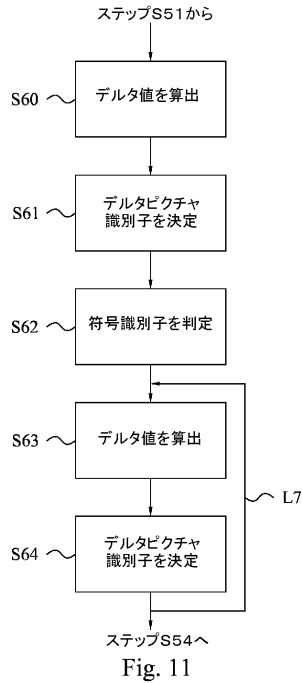 ステップS51から
S60
デルタ値を算出
S61
デルタピクチャ
識別子を決定
S62
符号識別子を判定
S63
デルタ値を算出
L7
S64
デルタピクチャ
識別子を決定
ステップS54へ
Fig. 11